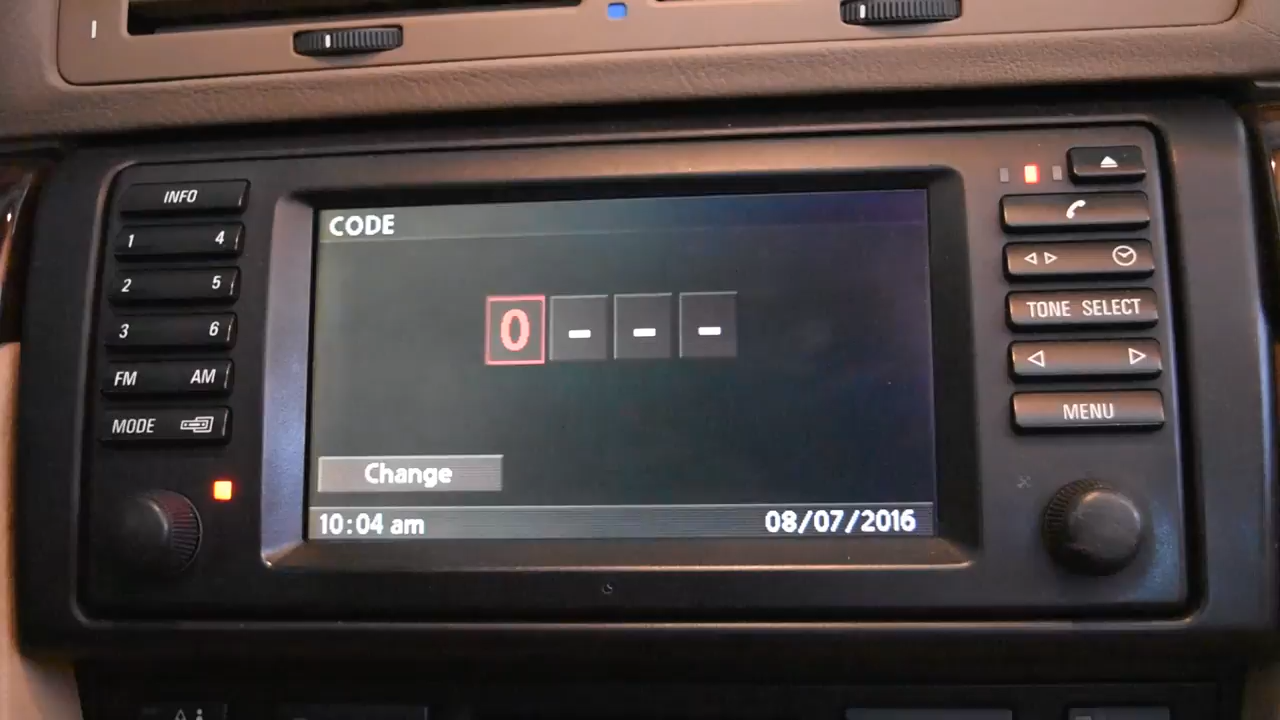 INFO
1 4
2 5
3 6
FM AM
MODE
CODE
0 - - -
Change
10:04 am 08/07/2016
TONE SELECT
MENU